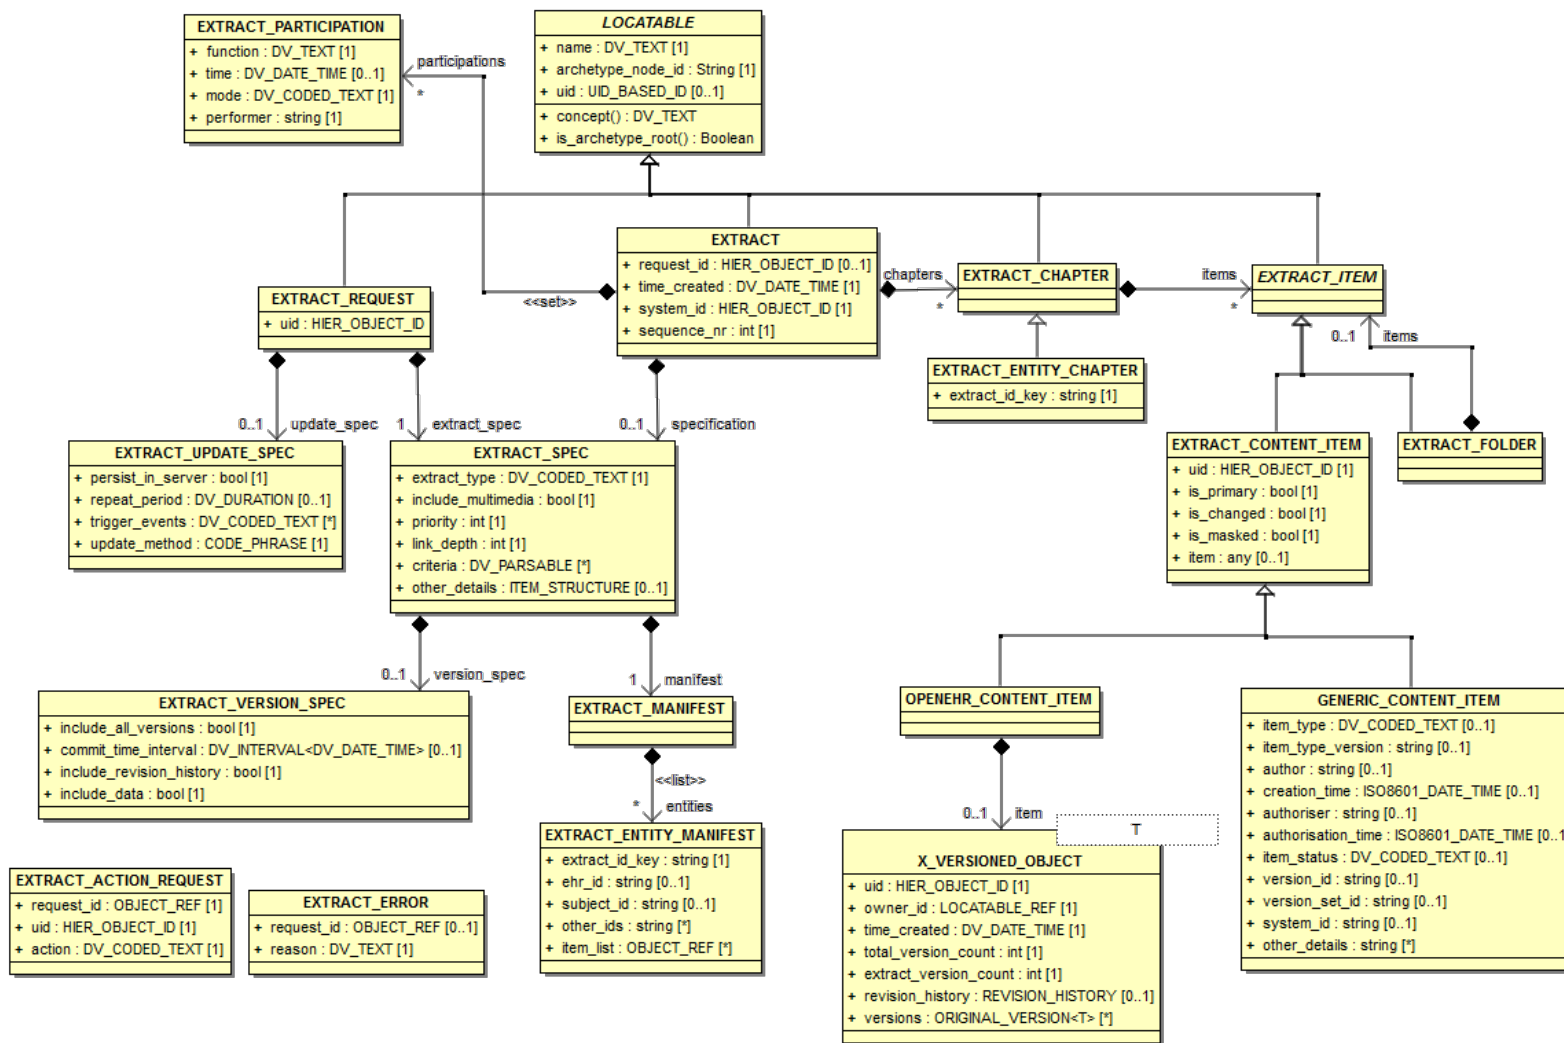 EXTRACT_PARTICIPATION
+ function : DV_TEXT [1]
+ time : DV_DATE_TIME [0..1]
+ mode : DV_CODED_TEXT [1]
+ performer : string [1]
participations
*
LOCATABLE
+ name : DV_TEXT [1]
+ archetype_node_id : String [1]
+ uid : UID_BASED_ID [0..1]
+ concept() : DV_TEXT
+ is_archetype_root() : Boolean
<<set>>
EXTRACT
+ request_id : HIER_OBJECT_ID [0..1]
+ time_created : DV_DATE_TIME [1]
+ system_id : HIER_OBJECT_ID [1]
+ sequence_nr : int [1]
chapters
*
EXTRACT_CHAPTER
items
*
EXTRACT_ITEM
0..1 items
EXTRACT_REQUEST
+ uid : HIER_OBJECT_ID
EXTRACT_ENTITY_CHAPTER
+ extract_id_key : string [1]
0..1 update_spec
1 extract_spec
0..1 specification
EXTRACT_UPDATE_SPEC
+ persist_in_server : bool [1]
+ repeat_period : DV_DURATION [0..1]
+ trigger_events : DV_CODED_TEXT [*]
+ update_method : CODE_PHRASE [1]
EXTRACT_SPEC
+ extract_type : DV_CODED_TEXT [1]
+ include_multimedia : bool [1]
+ priority : int [1]
+ link_depth : int [1]
+ criteria : DV_PARSABLE [*]
+ other_details : ITEM_STRUCTURE [0..1]
EXTRACT_CONTENT_ITEM
+ uid : HIER_OBJECT_ID [1]
+ is_primary : bool [1]
+ is_changed : bool [1]
+ is_masked : bool [1]
+ item : any [0..1]
EXTRACT_FOLDER
0..1 version_spec
1 manifest
EXTRACT_VERSION_SPEC
+ include_all_versions : bool [1]
+ commit_time_interval : DV_INTERVAL<DV_DATE_TIME> [0..1]
+ include_revision_history : bool [1]
+ include_data : bool [1]
EXTRACT_MANIFEST
<<list>>
* entities
EXTRACT_ENTITY_MANIFEST
+ extract_id_key : string [1]
+ ehr_id : string [0..1]
+ subject_id : string [0..1]
+ other_ids : string [*]
+ item_list : OBJECT_REF [*]
OPENEHR_CONTENT_ITEM
0..1 item
T
X_VERSIONED_OBJECT
+ uid : HIER_OBJECT_ID [1]
+ owner_id : LOCATABLE_REF [1]
+ time_created : DV_DATE_TIME [1]
+ total_version_count : int [1]
+ extract_version_count : int [1]
+ revision_history : REVISION_HISTORY [0..1]
+ versions : ORIGINAL_VERSION<T> [*]
GENERIC_CONTENT_ITEM
+ item_type : DV_CODED_TEXT [0..1]
+ item_type_version : string [0..1]
+ author : string [0..1]
+ creation_time : ISO8601_DATE_TIME [0..1]
+ authoriser : string [0..1]
+ authorisation_time : ISO8601_DATE_TIME [0..1]
+ item_status : DV_CODED_TEXT [0..1]
+ version_id : string [0..1]
+ version_set_id : string [0..1]
+ system_id : string [0..1]
+ other_details : string [*]
EXTRACT_ACTION_REQUEST
+ request_id : OBJECT_REF [1]
+ uid : HIER_OBJECT_ID [1]
+ action : DV_CODED_TEXT [1]
EXTRACT_ERROR
+ request_id : OBJECT_REF [0..1]
+ reason : DV_TEXT [1]